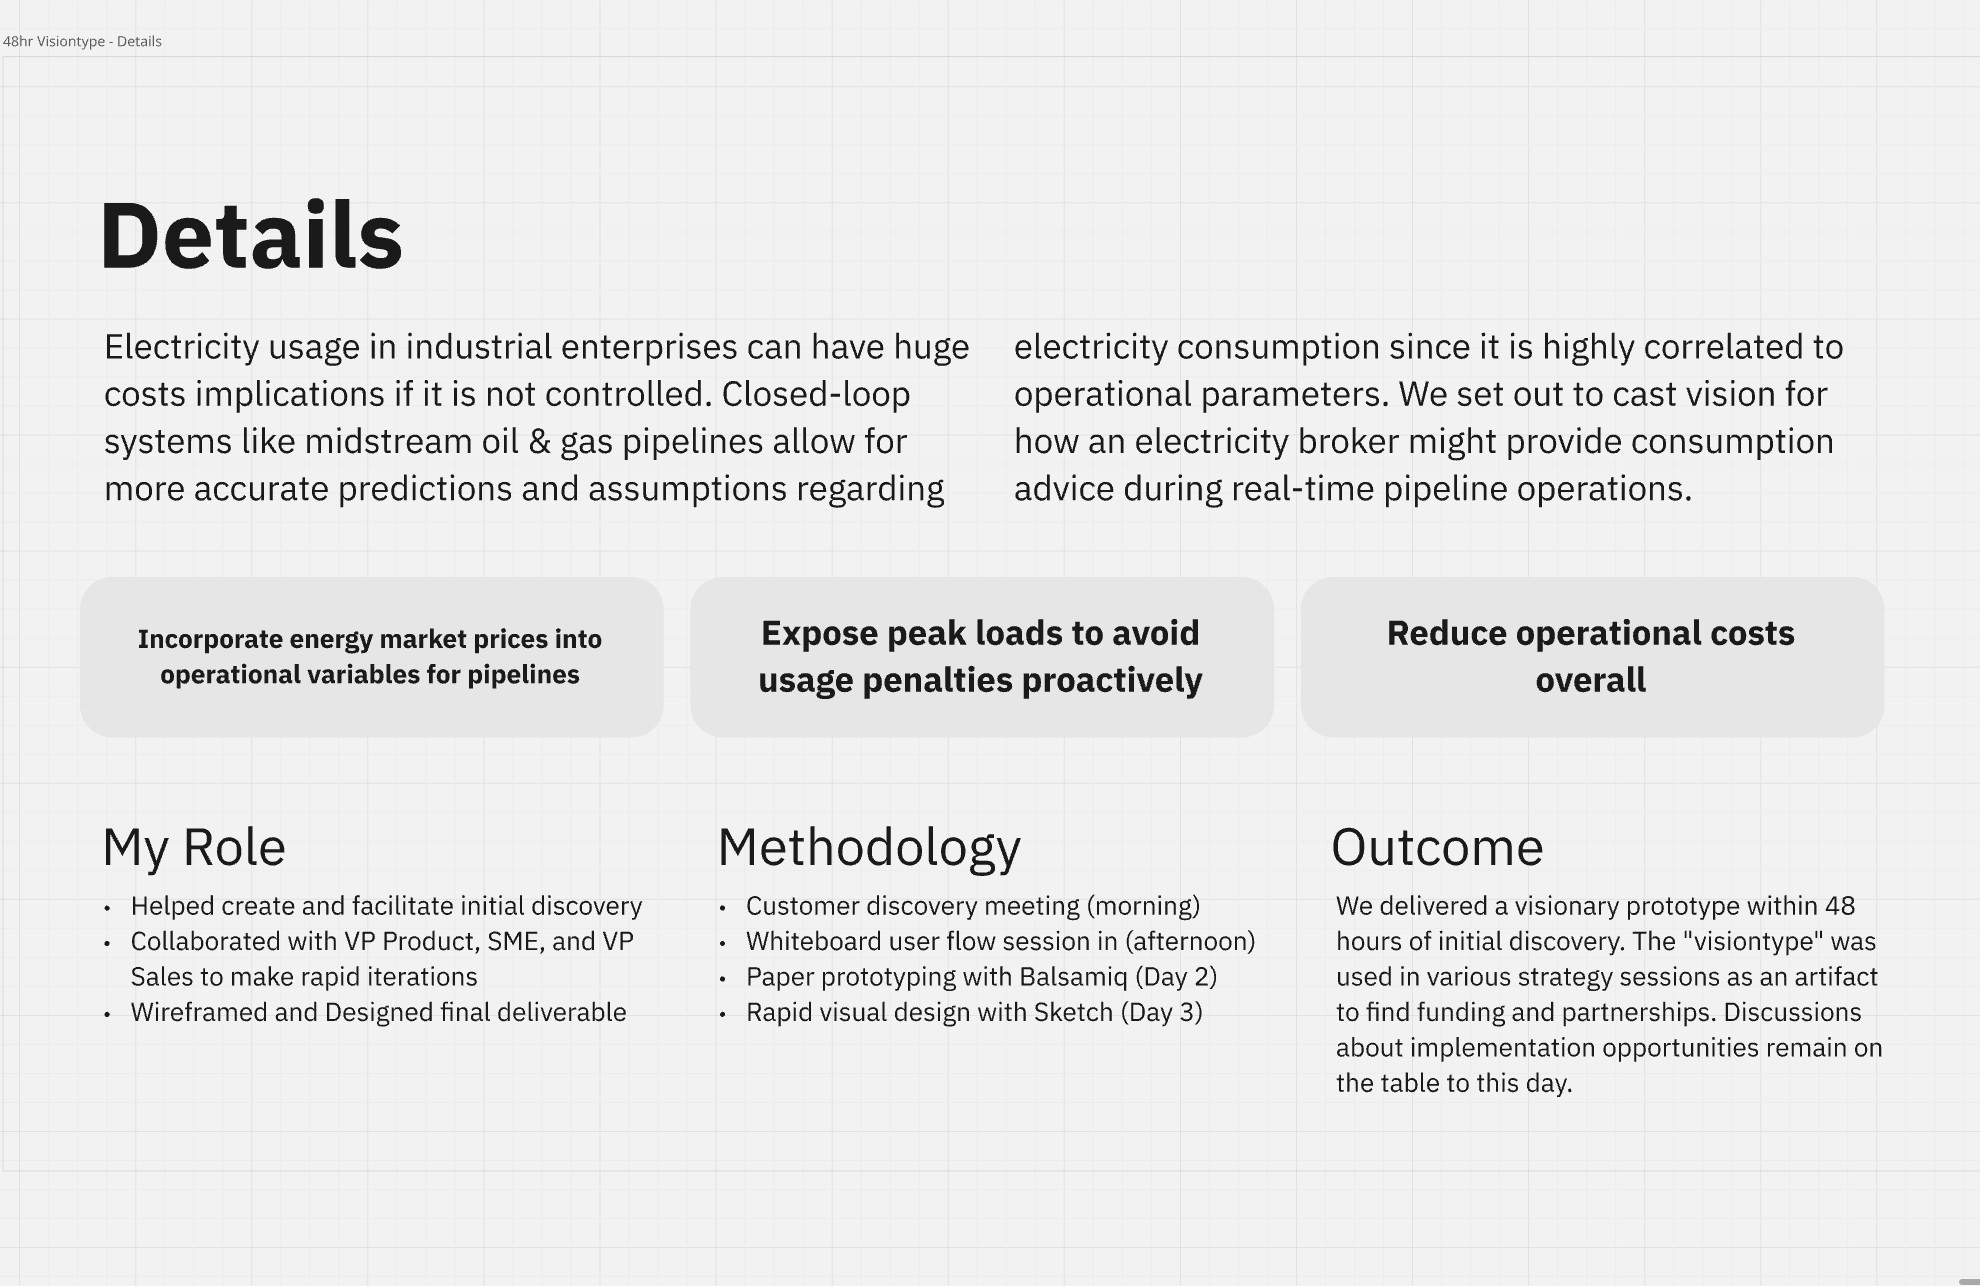 48hr Visiontype - Details
Details
Electricity usage in industrial enterprises can have huge
costs implications if it is not controlled. Closed-loop
systems like midstream oil & gas pipelines allow for
more accurate predictions and assumptions regarding
electricity consumption since it is highly correlated to
operational parameters. We set out to cast vision for
how an electricity broker might provide consumption
advice during real-time pipeline operations.
Incorporate energy market prices into
operational variables for pipelines
Expose peak loads to avoid
usage penalties proactively
Reduce operational costs
overall
My Role
• Helped create and facilitate initial discovery
• Collaborated with VP Product, SME, and VP
Sales to make rapid iterations
• Wireframed and Designed final deliverable
Methodology
• Customer discovery meeting (morning)
• Whiteboard user flow session in (afternoon)
• Paper prototyping with Balsamiq (Day 2)
• Rapid visual design with Sketch (Day 3)
Outcome
We delivered a visionary prototype within 48
hours of initial discovery. The "visiontype" was
used in various strategy sessions as an artifact
to find funding and partnerships. Discussions
about implementation opportunities remain on
the table to this day.